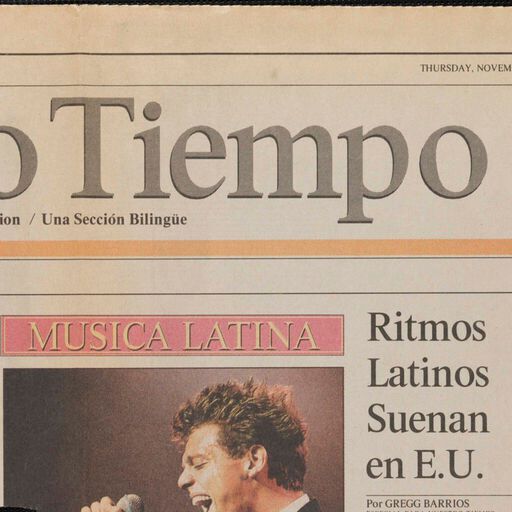 THURSDAY, NOVEM
o Tiempo
ion / Una Sección Bilingüe
MUSICA LATINA
Ritmos
Latinos
Suenan
en E.U.
Por GREGG BARRIOS